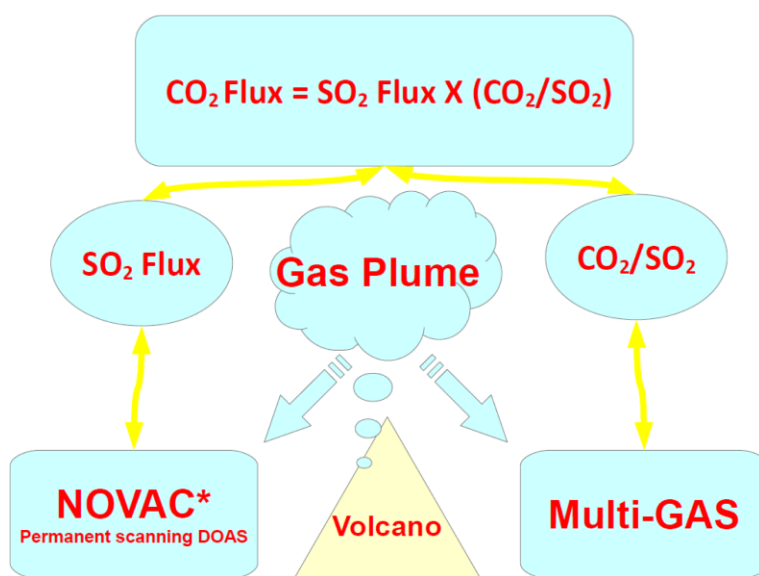 CO₂ Flux = SO₂ Flux X (CO₂/SO₂)
SO₂ Flux
Gas Plume
CO₂/SO₂
NOVAC*
Permanent scanning DOAS
Volcano
Multi-GAS